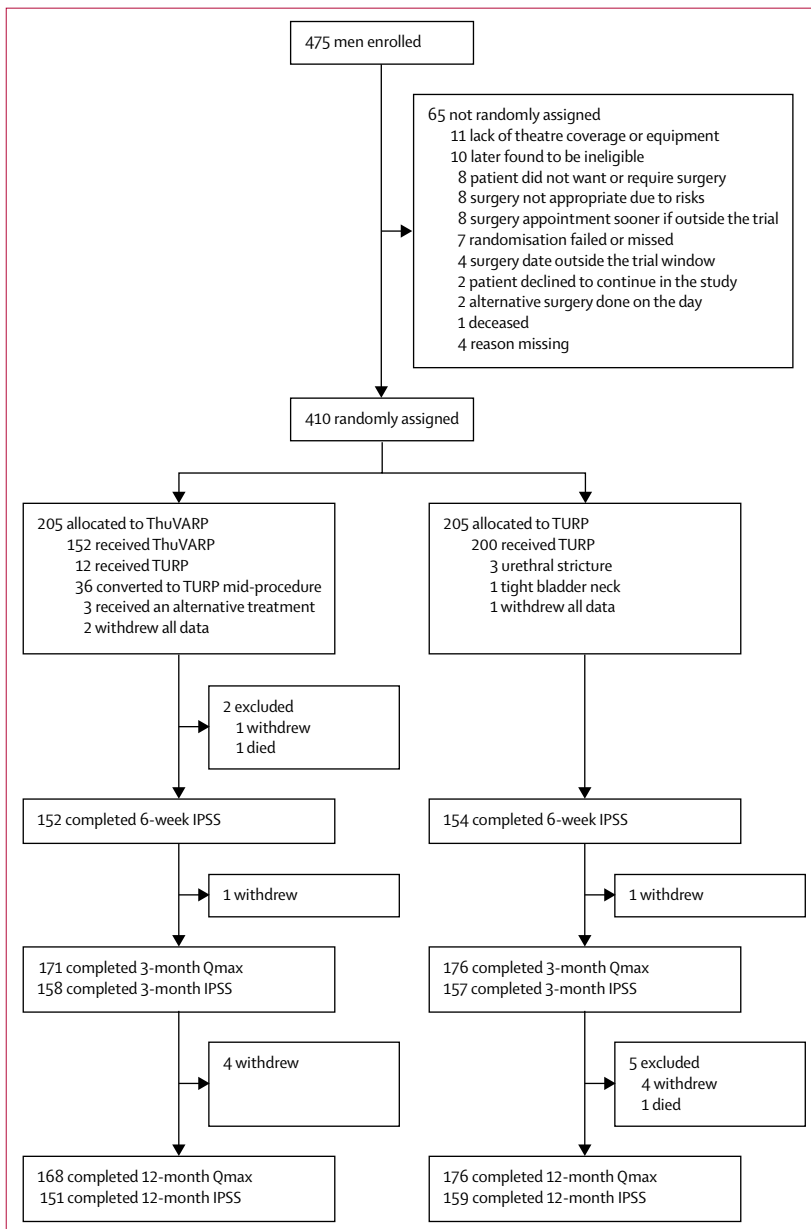 475 men enrolled
65 not randomly assigned
11 lack of theatre coverage or equipment
10 later found to be ineligible
8 patient did not want or require surgery
8 surgery not appropriate due to risks
8 surgery appointment sooner if outside the trial
7 randomisation failed or missed
4 surgery date outside the trial window
2 patient declined to continue in the study
2 alternative surgery done on the day
1 deceased
4 reason missing
410 randomly assigned
205 allocated to ThuVARP
152 received ThuVARP
12 received TURP
36 converted to TURP mid-procedure
3 received an alternative treatment
2 withdrew all data
205 allocated to TURP
200 received TURP
3 urethral stricture
1 tight bladder neck
1 withdrew all data
2 excluded
1 withdrew
1 died
152 completed 6-week IPSS
154 completed 6-week IPSS
1 withdrew
1 withdrew
171 completed 3-month Qmax
158 completed 3-month IPSS
176 completed 3-month Qmax
157 completed 3-month IPSS
4 withdrew
5 excluded
4 withdrew
1 died
168 completed 12-month Qmax
151 completed 12-month IPSS
176 completed 12-month Qmax
159 completed 12-month IPSS